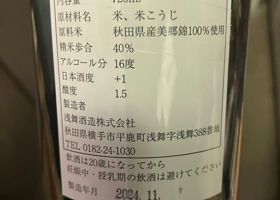 内容量 720ml
原材料名 米、米こうじ
原料米 秋田県産美郷錦100％使用
精米歩合 40％
アルコール分 16度
日本酒度 +1
酸度 1.5
製造者
浅舞酒造株式会社
秋田県横手市平鹿町浅舞字浅舞388番地
TEL 0182-24-1030
飲酒は20歳になってから
妊娠中・授乳期の飲酒は避けてください
製造年月 2024.11.